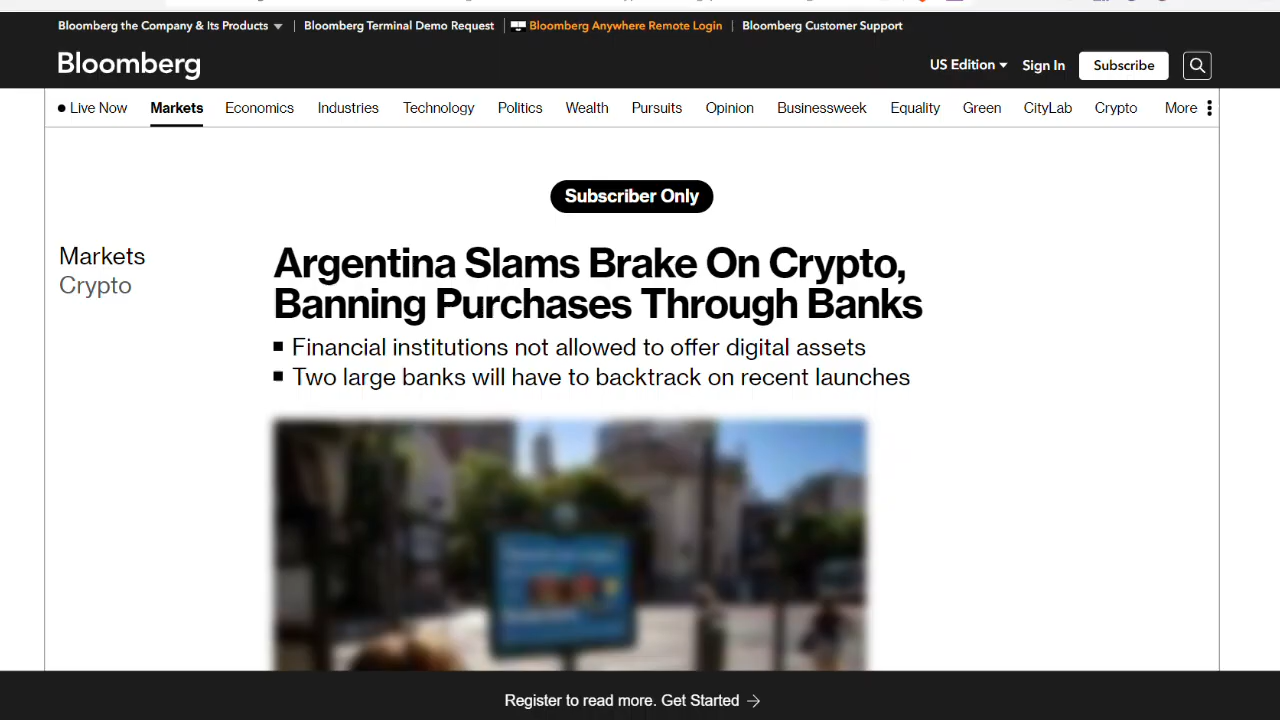 Bloomberg the Company & Its Products
Bloomberg Terminal Demo Request
Bloomberg Anywhere Remote Login
Bloomberg Customer Support
Bloomberg
US Edition
Sign In
Subscribe
Live Now
Markets
Economics
Industries
Technology
Politics
Wealth
Pursuits
Opinion
Businessweek
Equality
Green
CityLab
Crypto
More
Subscriber Only
Markets
Crypto
Argentina Slams Brake On Crypto,
Banning Purchases Through Banks
Financial institutions not allowed to offer digital assets
Two large banks will have to backtrack on recent launches
Register to read more. Get Started